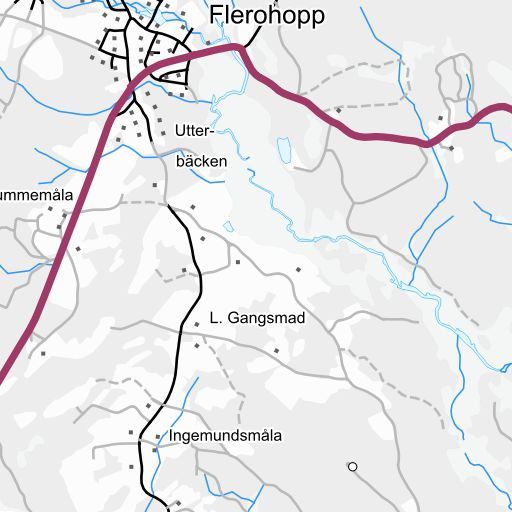 Flerohopp
Utter-
bäcken
ummemåla
L. Gangsmad
Ingemundsmåla